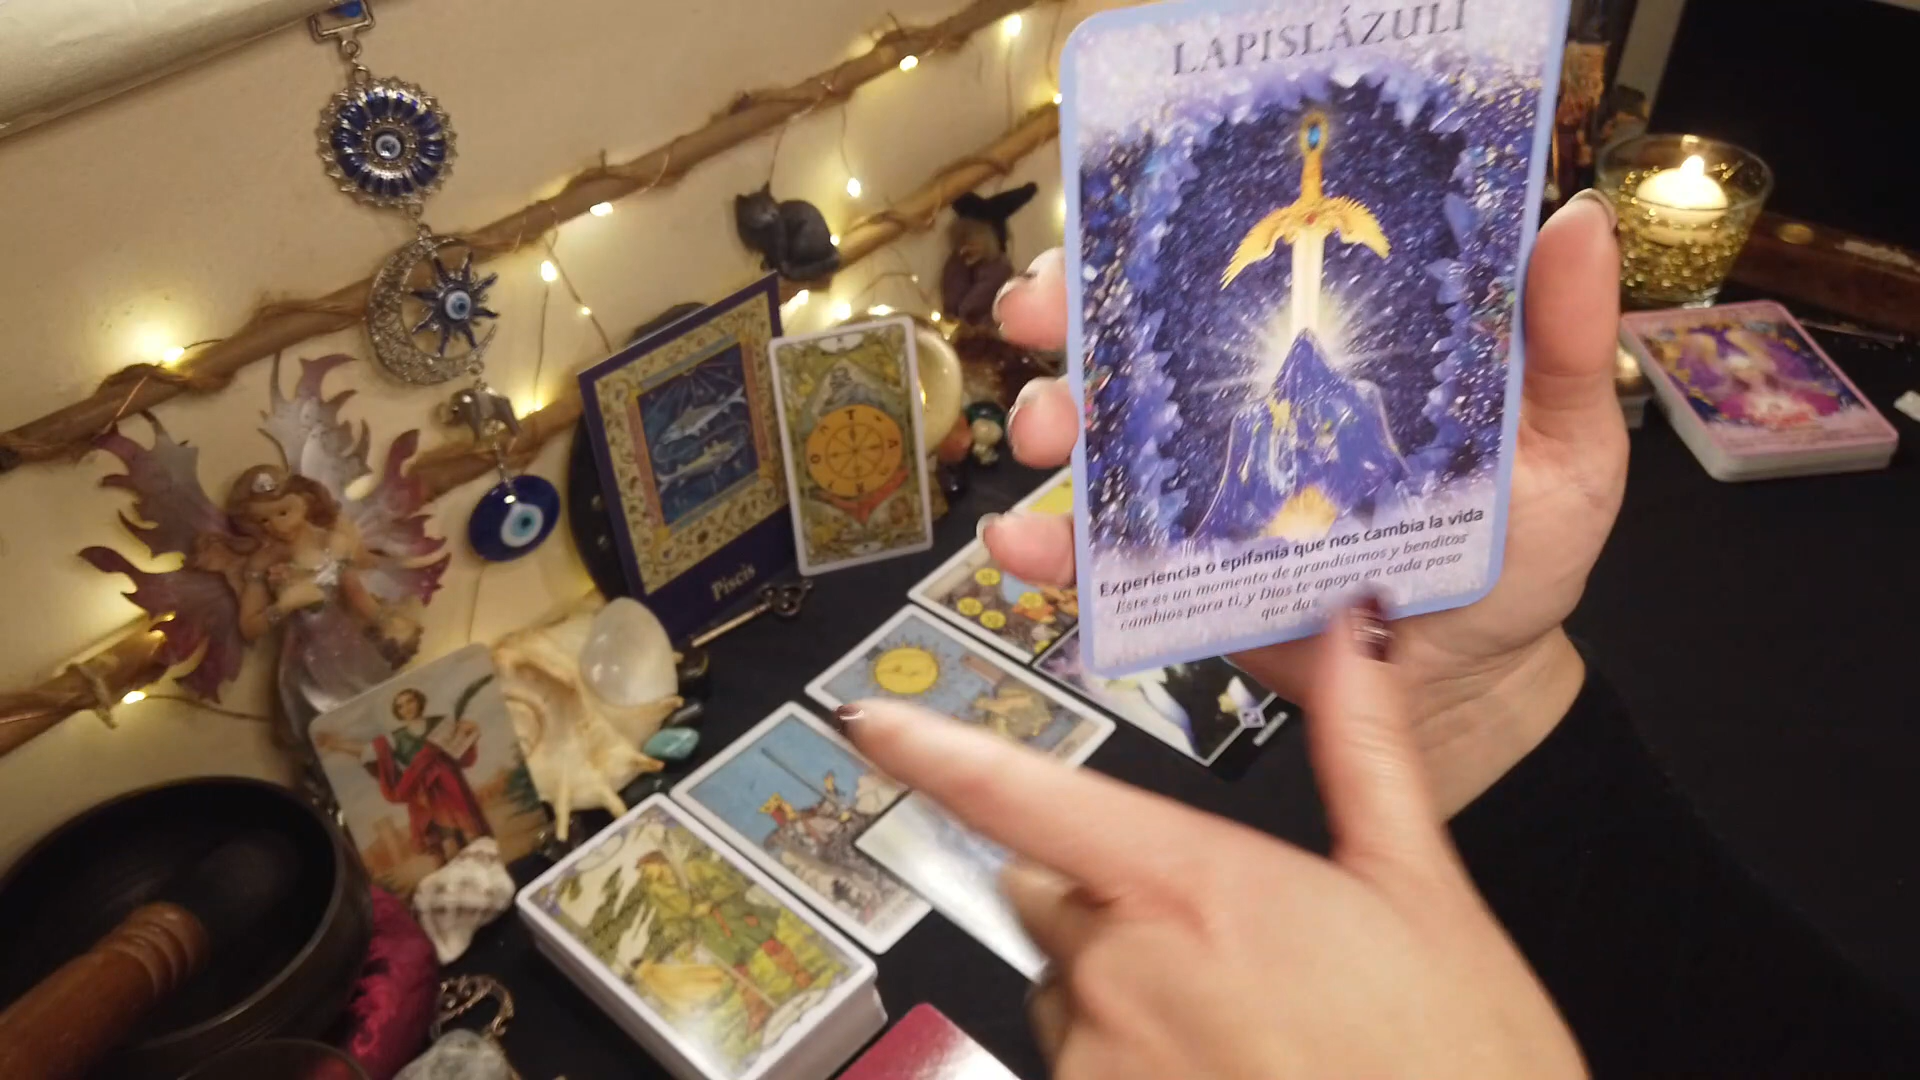 LAPISLÁZULI
Experiencia o epifanía que nos cambia la vida
Este es un momento de grandísimos y benditos
cambios para ti, y Dios te apoya en cada paso
que das
Piscis